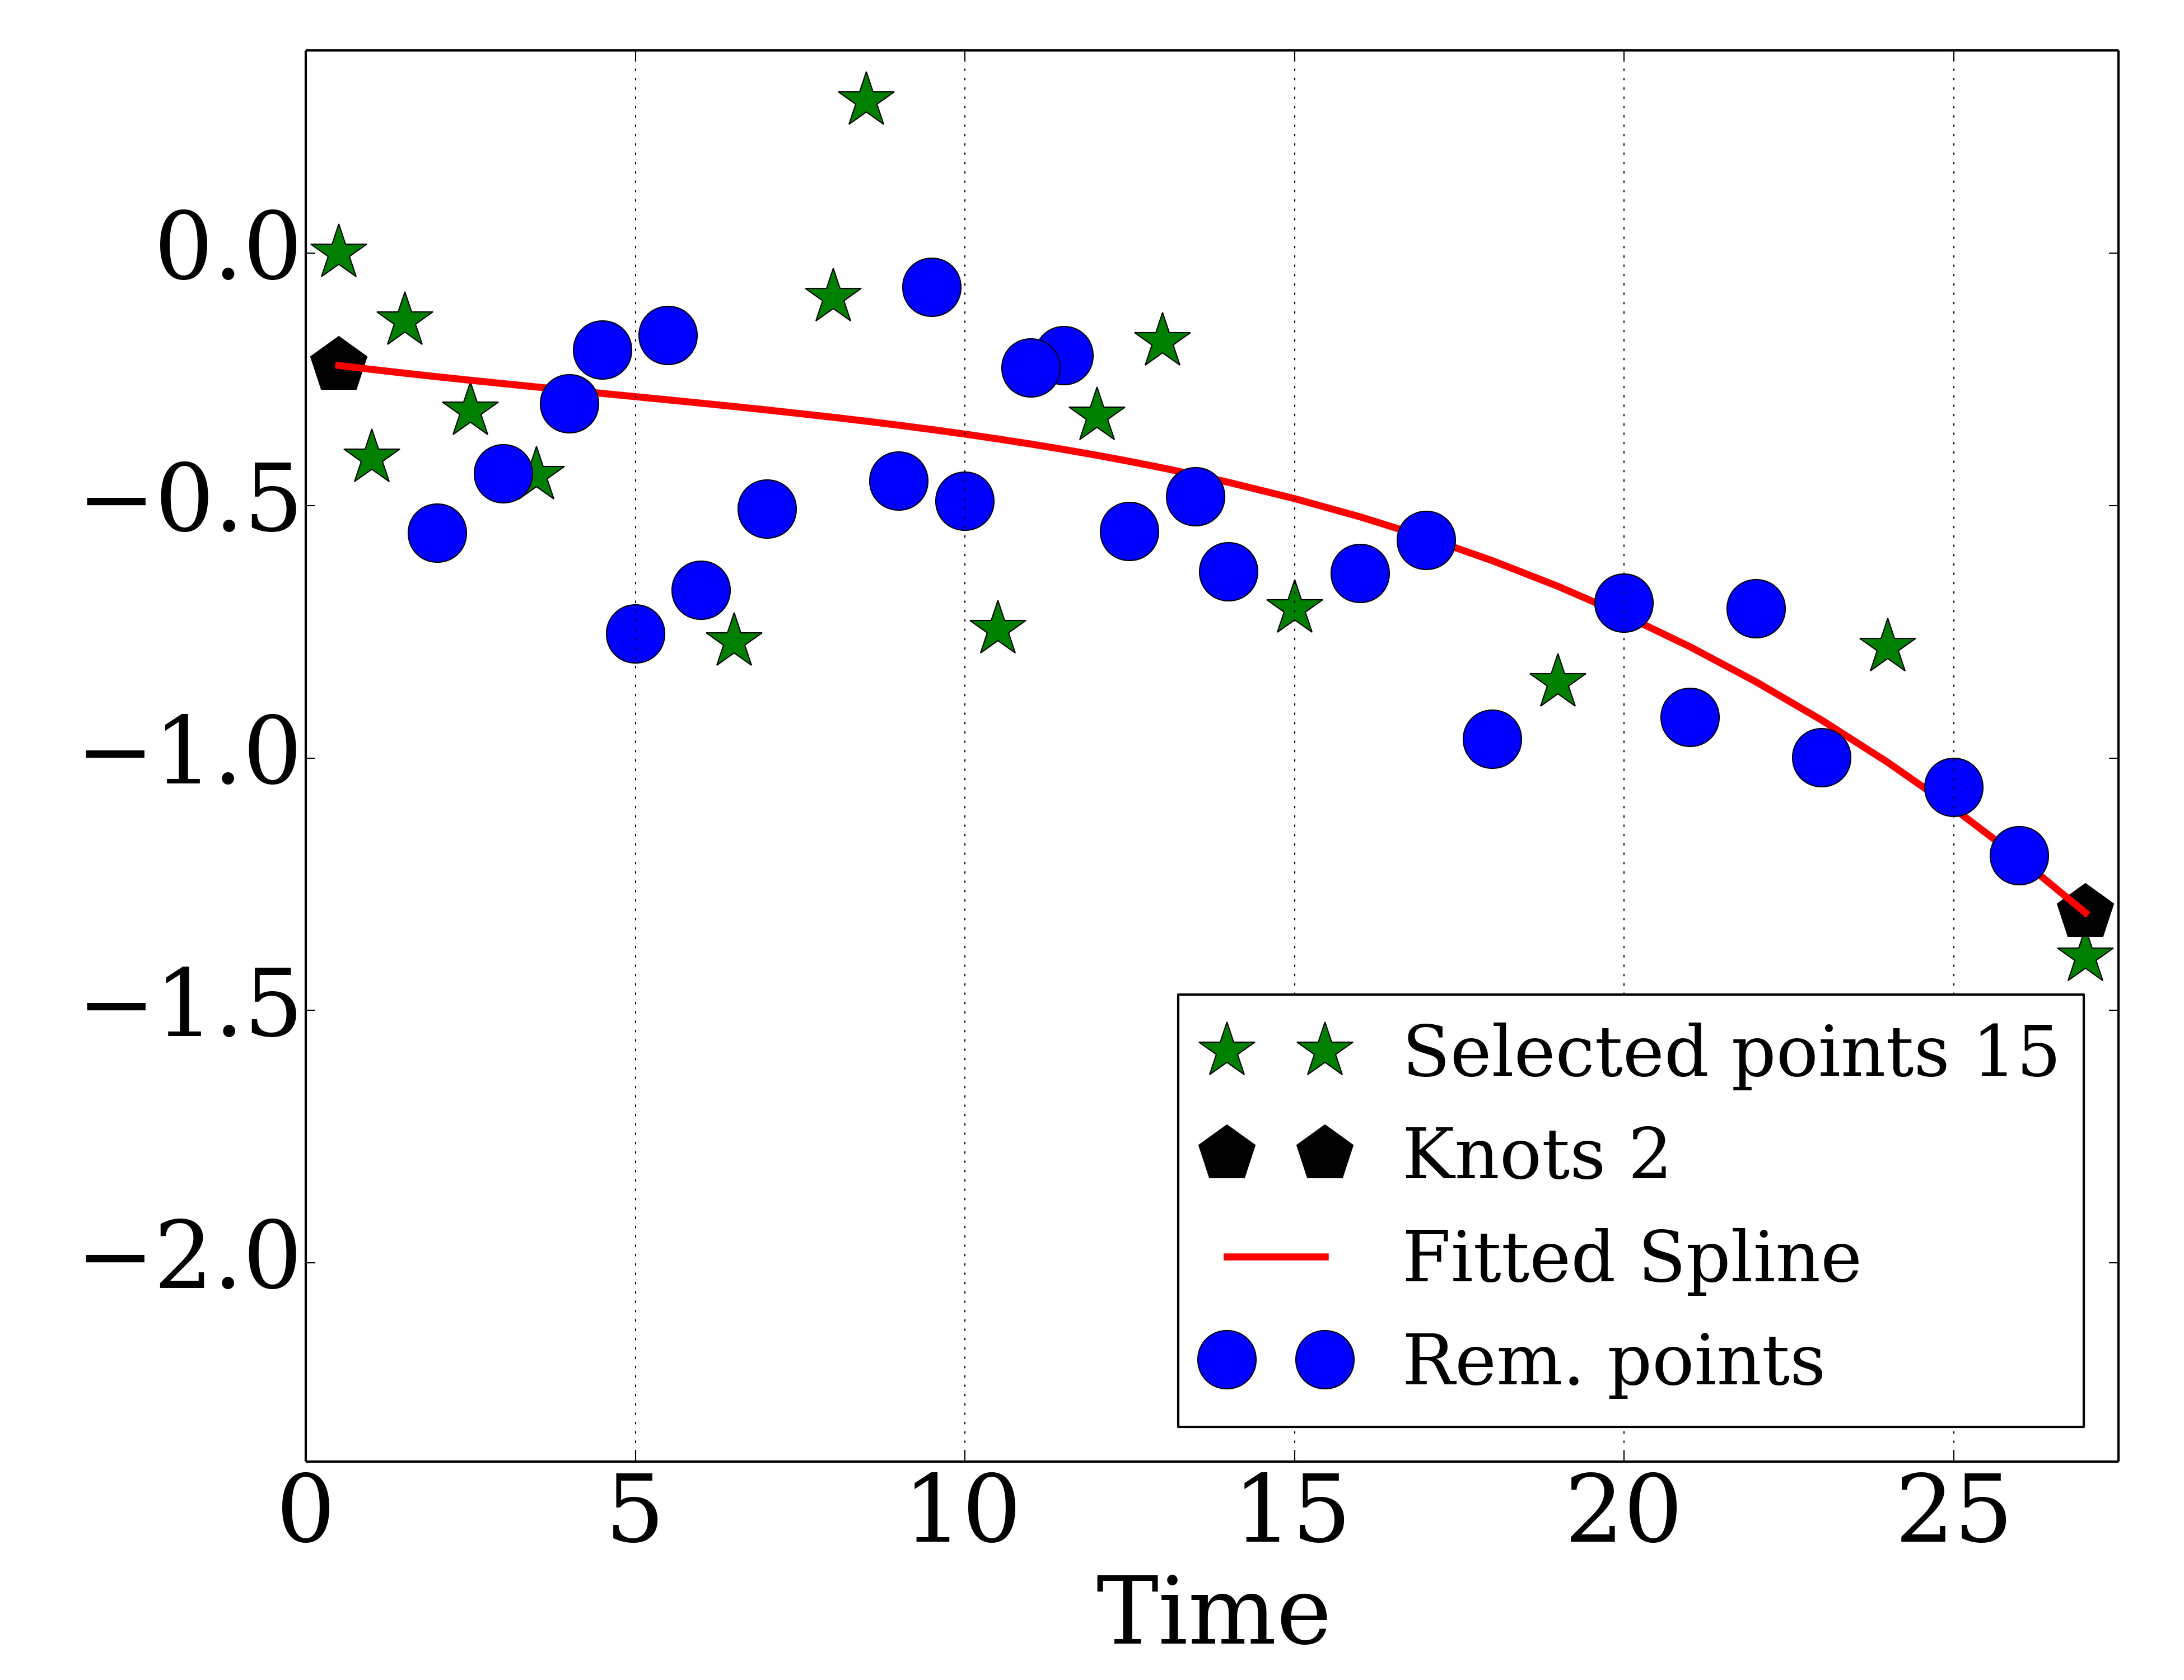 0.0
−0.5
−1.0
−1.5
−2.0
Selected points 15
Knots 2
Fitted Spline
Rem. points
0 5 10 15 20 25
Time